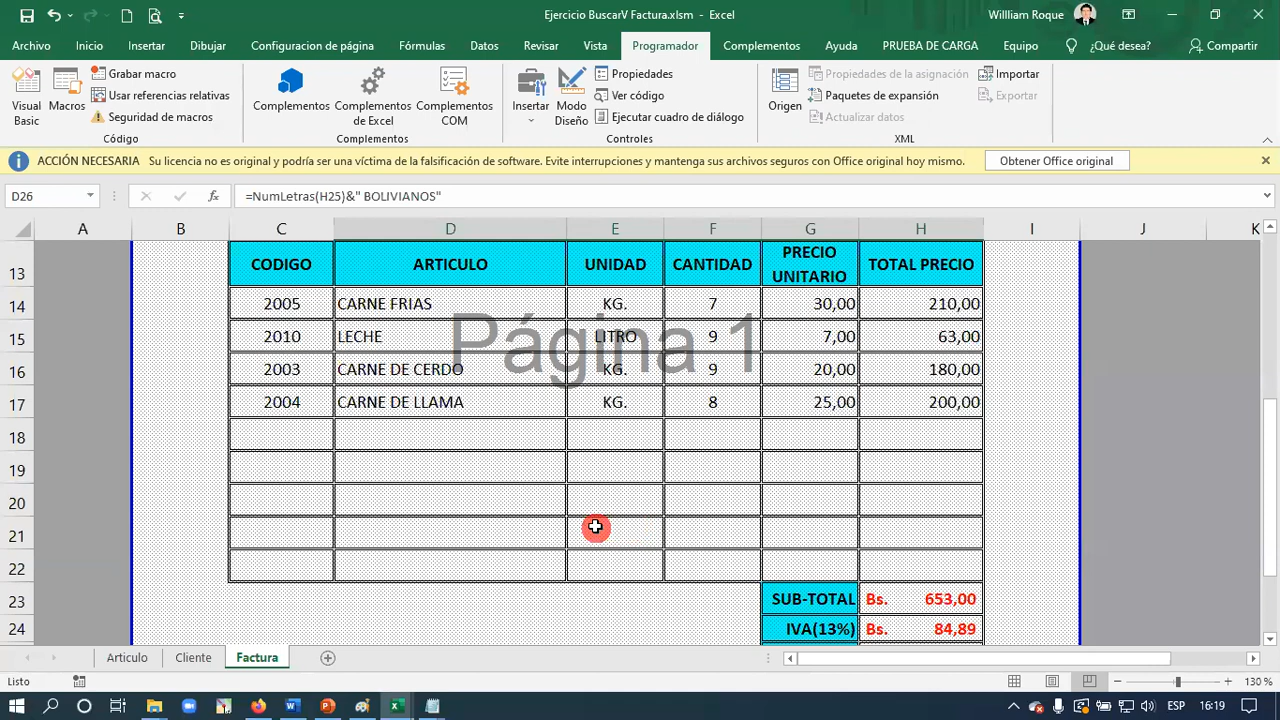 Ejercicio BuscarV Factura.xlsm - Excel
Willliam Roque
Archivo Inicio Insertar Dibujar Configuracion de página Fórmulas Datos Revisar Vista Programador Complementos Ayuda PRUEBA DE CARGA Equipo ¿Qué desea? Compartir
Visual Basic
Macros
Grabar macro
Usar referencias relativas
Seguridad de macros
Código
Complementos
Complementos de Excel
Complementos COM
Complementos
Insertar
Modo Diseño
Propiedades
Ver código
Ejecutar cuadro de diálogo
Controles
Origen
Propiedades de la asignación
Paquetes de expansión
Actualizar datos
Importar
Exportar
XML
ACCIÓN NECESARIA Su licencia no es original y podría ser una víctima de la falsificación de software. Evite interrupciones y mantenga sus archivos seguros con Office original hoy mismo. Obtener Office original
D26 fx =NumLetras(H25)&" BOLIVIANOS"
A B C D E F G H I J K
13 CODIGO ARTICULO UNIDAD CANTIDAD PRECIO UNITARIO TOTAL PRECIO
14 2005 CARNE FRIAS KG. 7 30,00 210,00
Página 1
15 2010 LECHE LITRO 9 7,00 63,00
16 2003 CARNE DE CERDO KG. 9 20,00 180,00
17 2004 CARNE DE LLAMA KG. 8 25,00 200,00
18
19
20
21
22
23 SUB-TOTAL Bs. 653,00
24 IVA(13%) Bs. 84,89
Articulo Cliente Factura
Listo 130 %
ESP 16:19